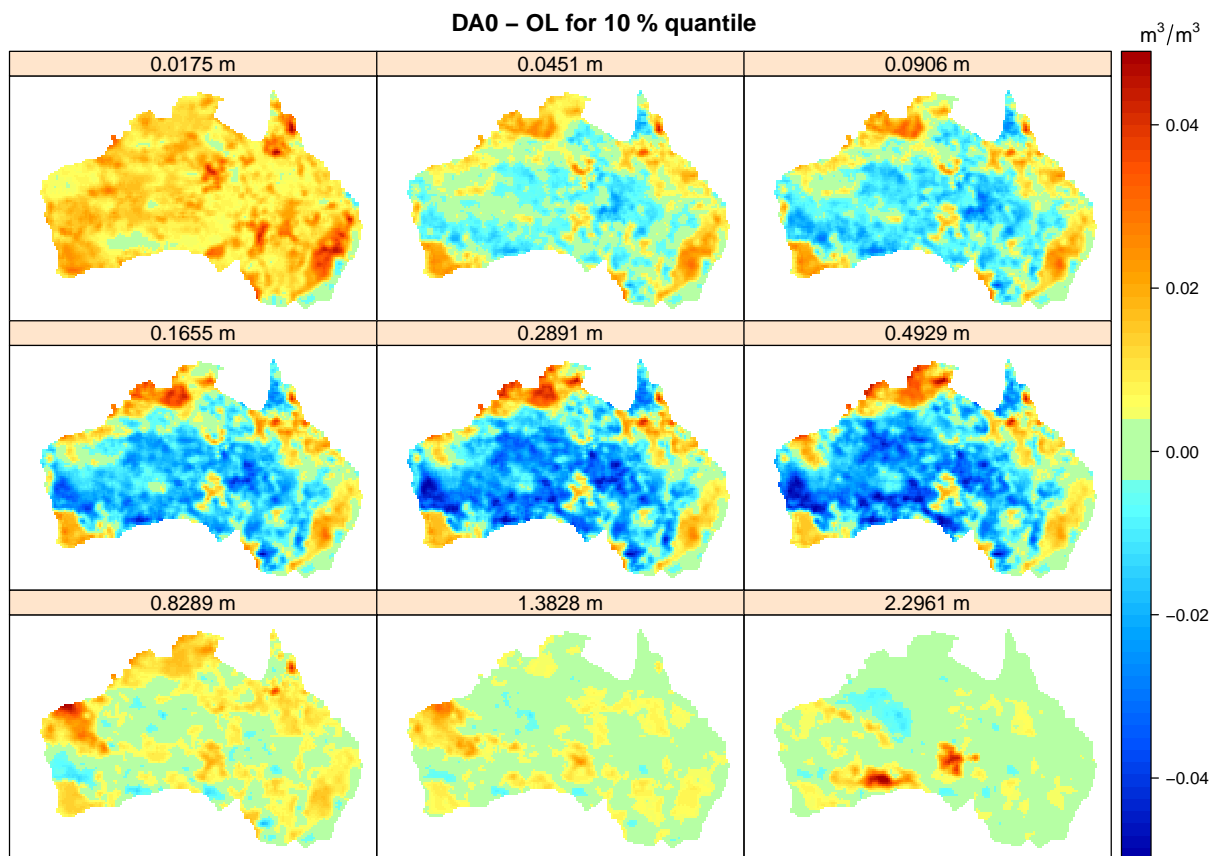 DA0 – OL for 10 % quantile
m³/m³
0.0175 m
0.0451 m
0.0906 m
0.04
0.02
0.1655 m
0.2891 m
0.4929 m
0.00
0.8289 m
1.3828 m
2.2961 m
−0.02
−0.04